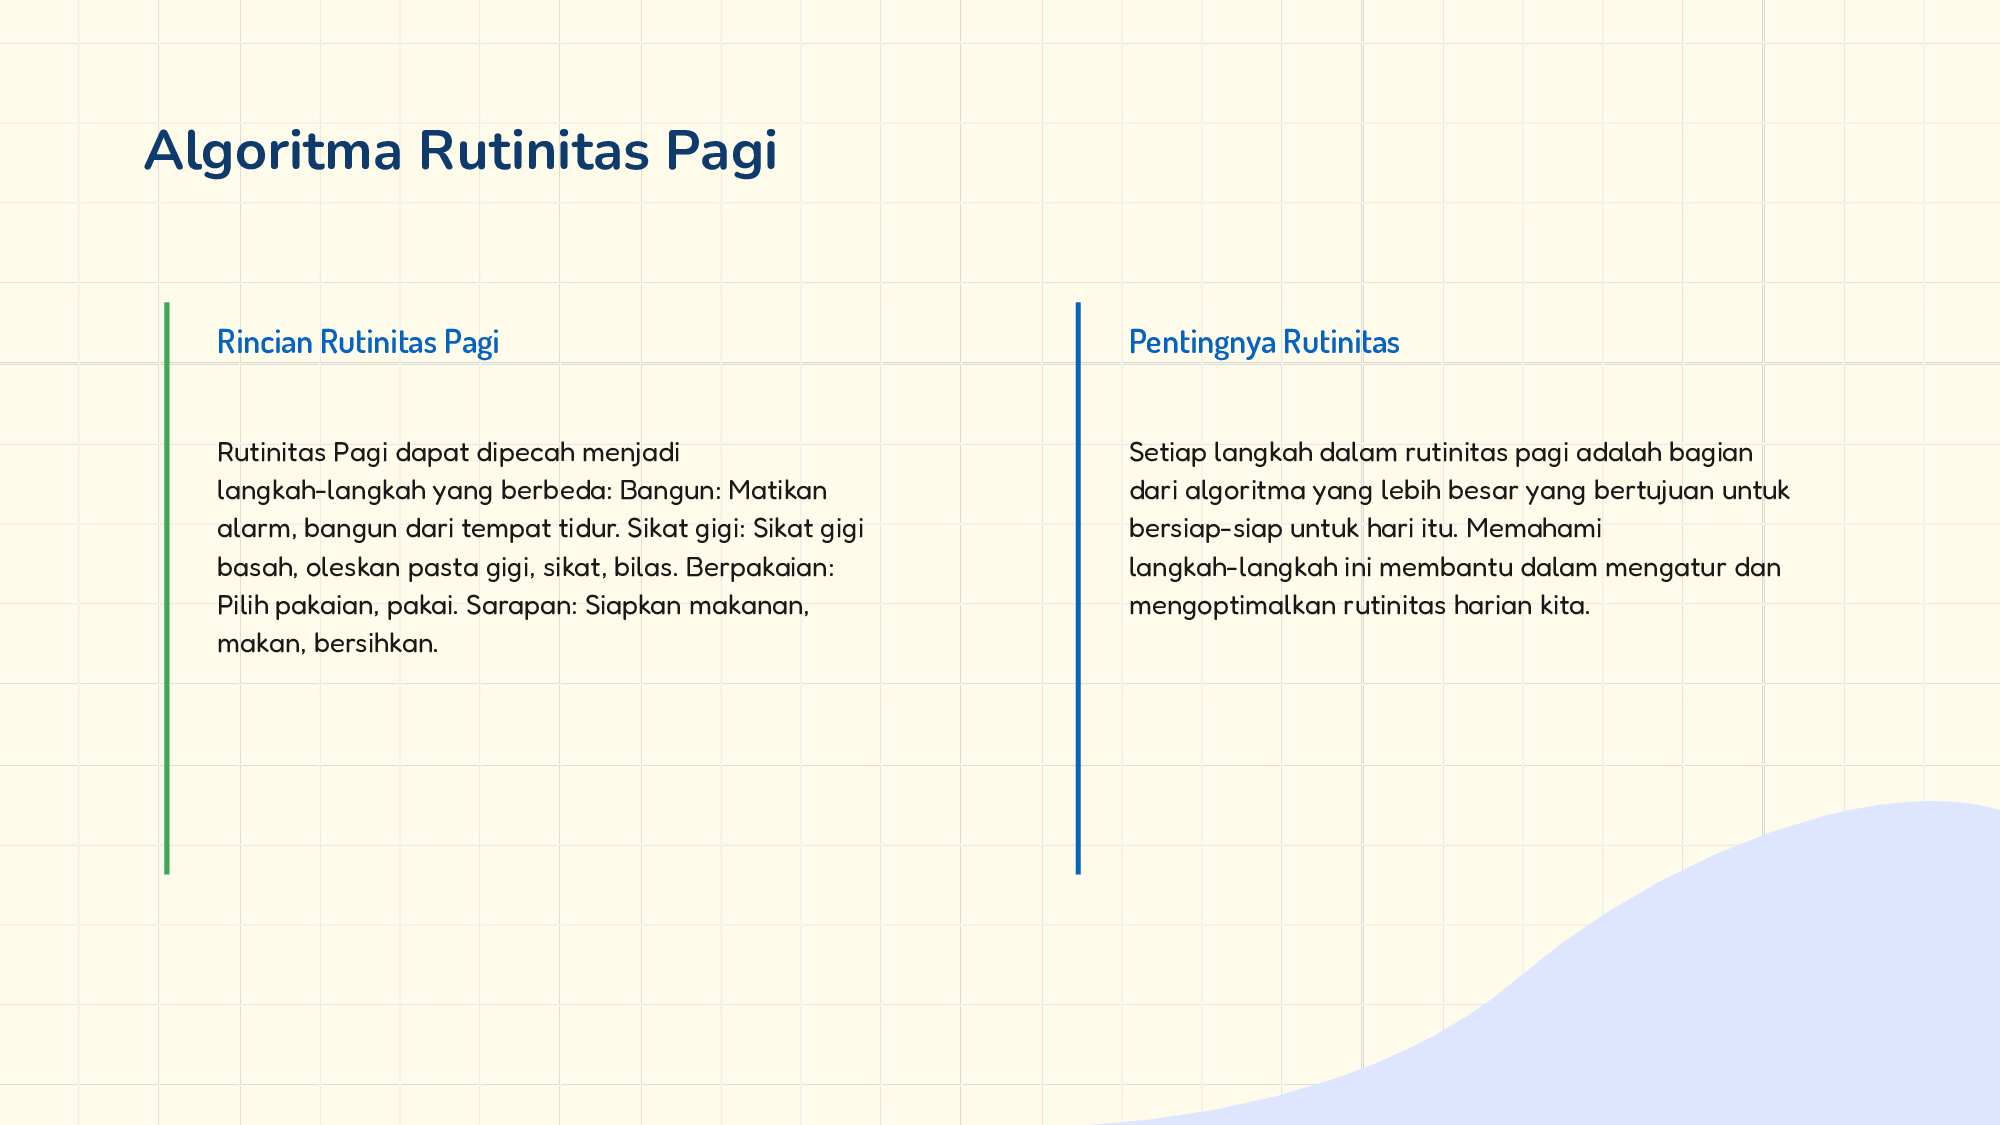 Algoritma Rutinitas Pagi
Rincian Rutinitas Pagi
Rutinitas Pagi dapat dipecah menjadi
langkah-langkah yang berbeda: Bangun: Matikan
alarm, bangun dari tempat tidur. Sikat gigi: Sikat gigi
basah, oleskan pasta gigi, sikat, bilas. Berpakaian:
Pilih pakaian, pakai. Sarapan: Siapkan makanan,
makan, bersihkan.
Pentingnya Rutinitas
Setiap langkah dalam rutinitas pagi adalah bagian
dari algoritma yang lebih besar yang bertujuan untuk
bersiap-siap untuk hari itu. Memahami
langkah-langkah ini membantu dalam mengatur dan
mengoptimalkan rutinitas harian kita.